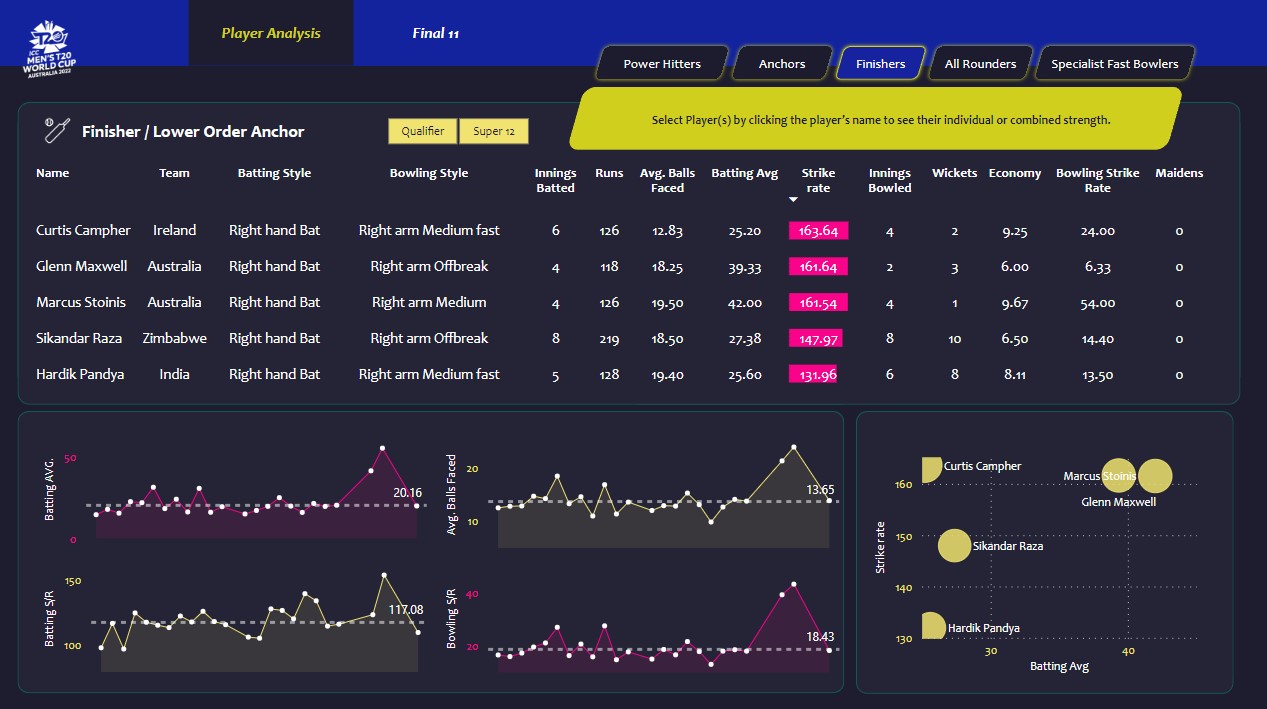 Player Analysis
Final 11
ICC
MEN'S T20
WORLD CUP
AUSTRALIA 2022
Power Hitters
Anchors
Finishers
All Rounders
Specialist Fast Bowlers
Select Player(s) by clicking the player's name to see their individual or combined strength.
Finisher / Lower Order Anchor
Qualifier
Super 12
Name Team Batting Style Bowling Style Innings Batted Runs Avg. Balls Faced Batting Avg Strike rate Innings Bowled Wickets Economy Bowling Strike Rate Maidens
Curtis Campher Ireland Right hand Bat Right arm Medium fast 6 126 12.83 25.20 163.64 4 2 9.25 24.00 0
Glenn Maxwell Australia Right hand Bat Right arm Offbreak 4 118 18.25 39.33 161.64 2 3 6.00 6.33 0
Marcus Stoinis Australia Right hand Bat Right arm Medium 4 126 19.50 42.00 161.54 4 1 9.67 54.00 0
Sikandar Raza Zimbabwe Right hand Bat Right arm Offbreak 8 219 18.50 27.38 147.97 8 10 6.50 14.40 0
Hardik Pandya India Right hand Bat Right arm Medium fast 5 128 19.40 25.60 131.96 6 8 8.11 13.50 0
Batting AVG.
50
0
20.16
Avg. Balls Faced
20
10
13.65
Batting S/R
150
100
117.08
Bowling S/R
40
20
18.43
Strike rate
160
150
140
130
Curtis Campher
Marcus Stoinis
Glenn Maxwell
Sikandar Raza
Hardik Pandya
30
40
Batting Avg